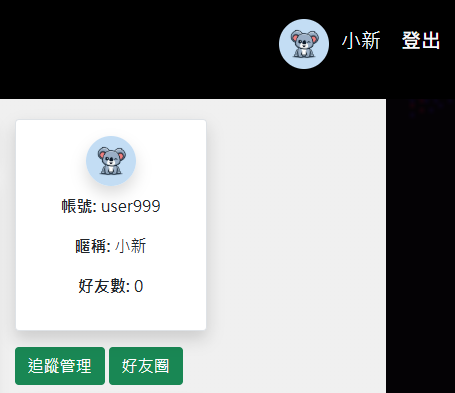 小新 登出
帳號: user999
暱稱: 小新
好友數: 0
追蹤管理 好友圈